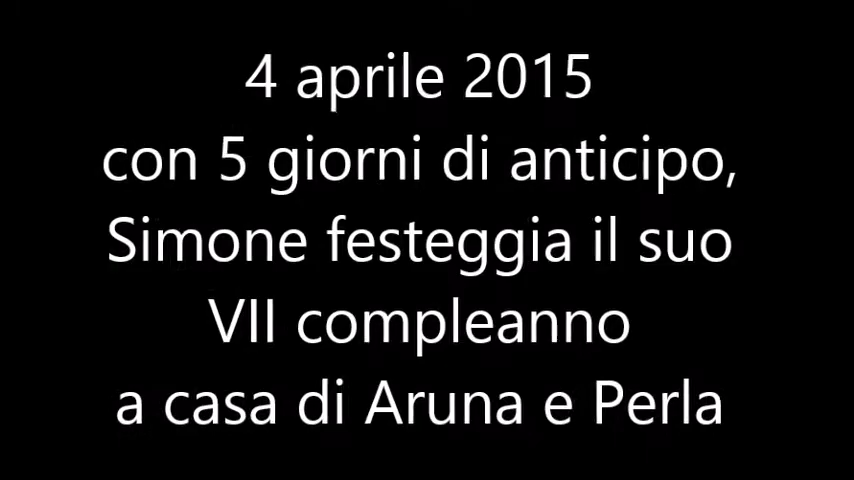 4 aprile 2015
con 5 giorni di anticipo,
Simone festeggia il suo
VII compleanno
a casa di Aruna e Perla